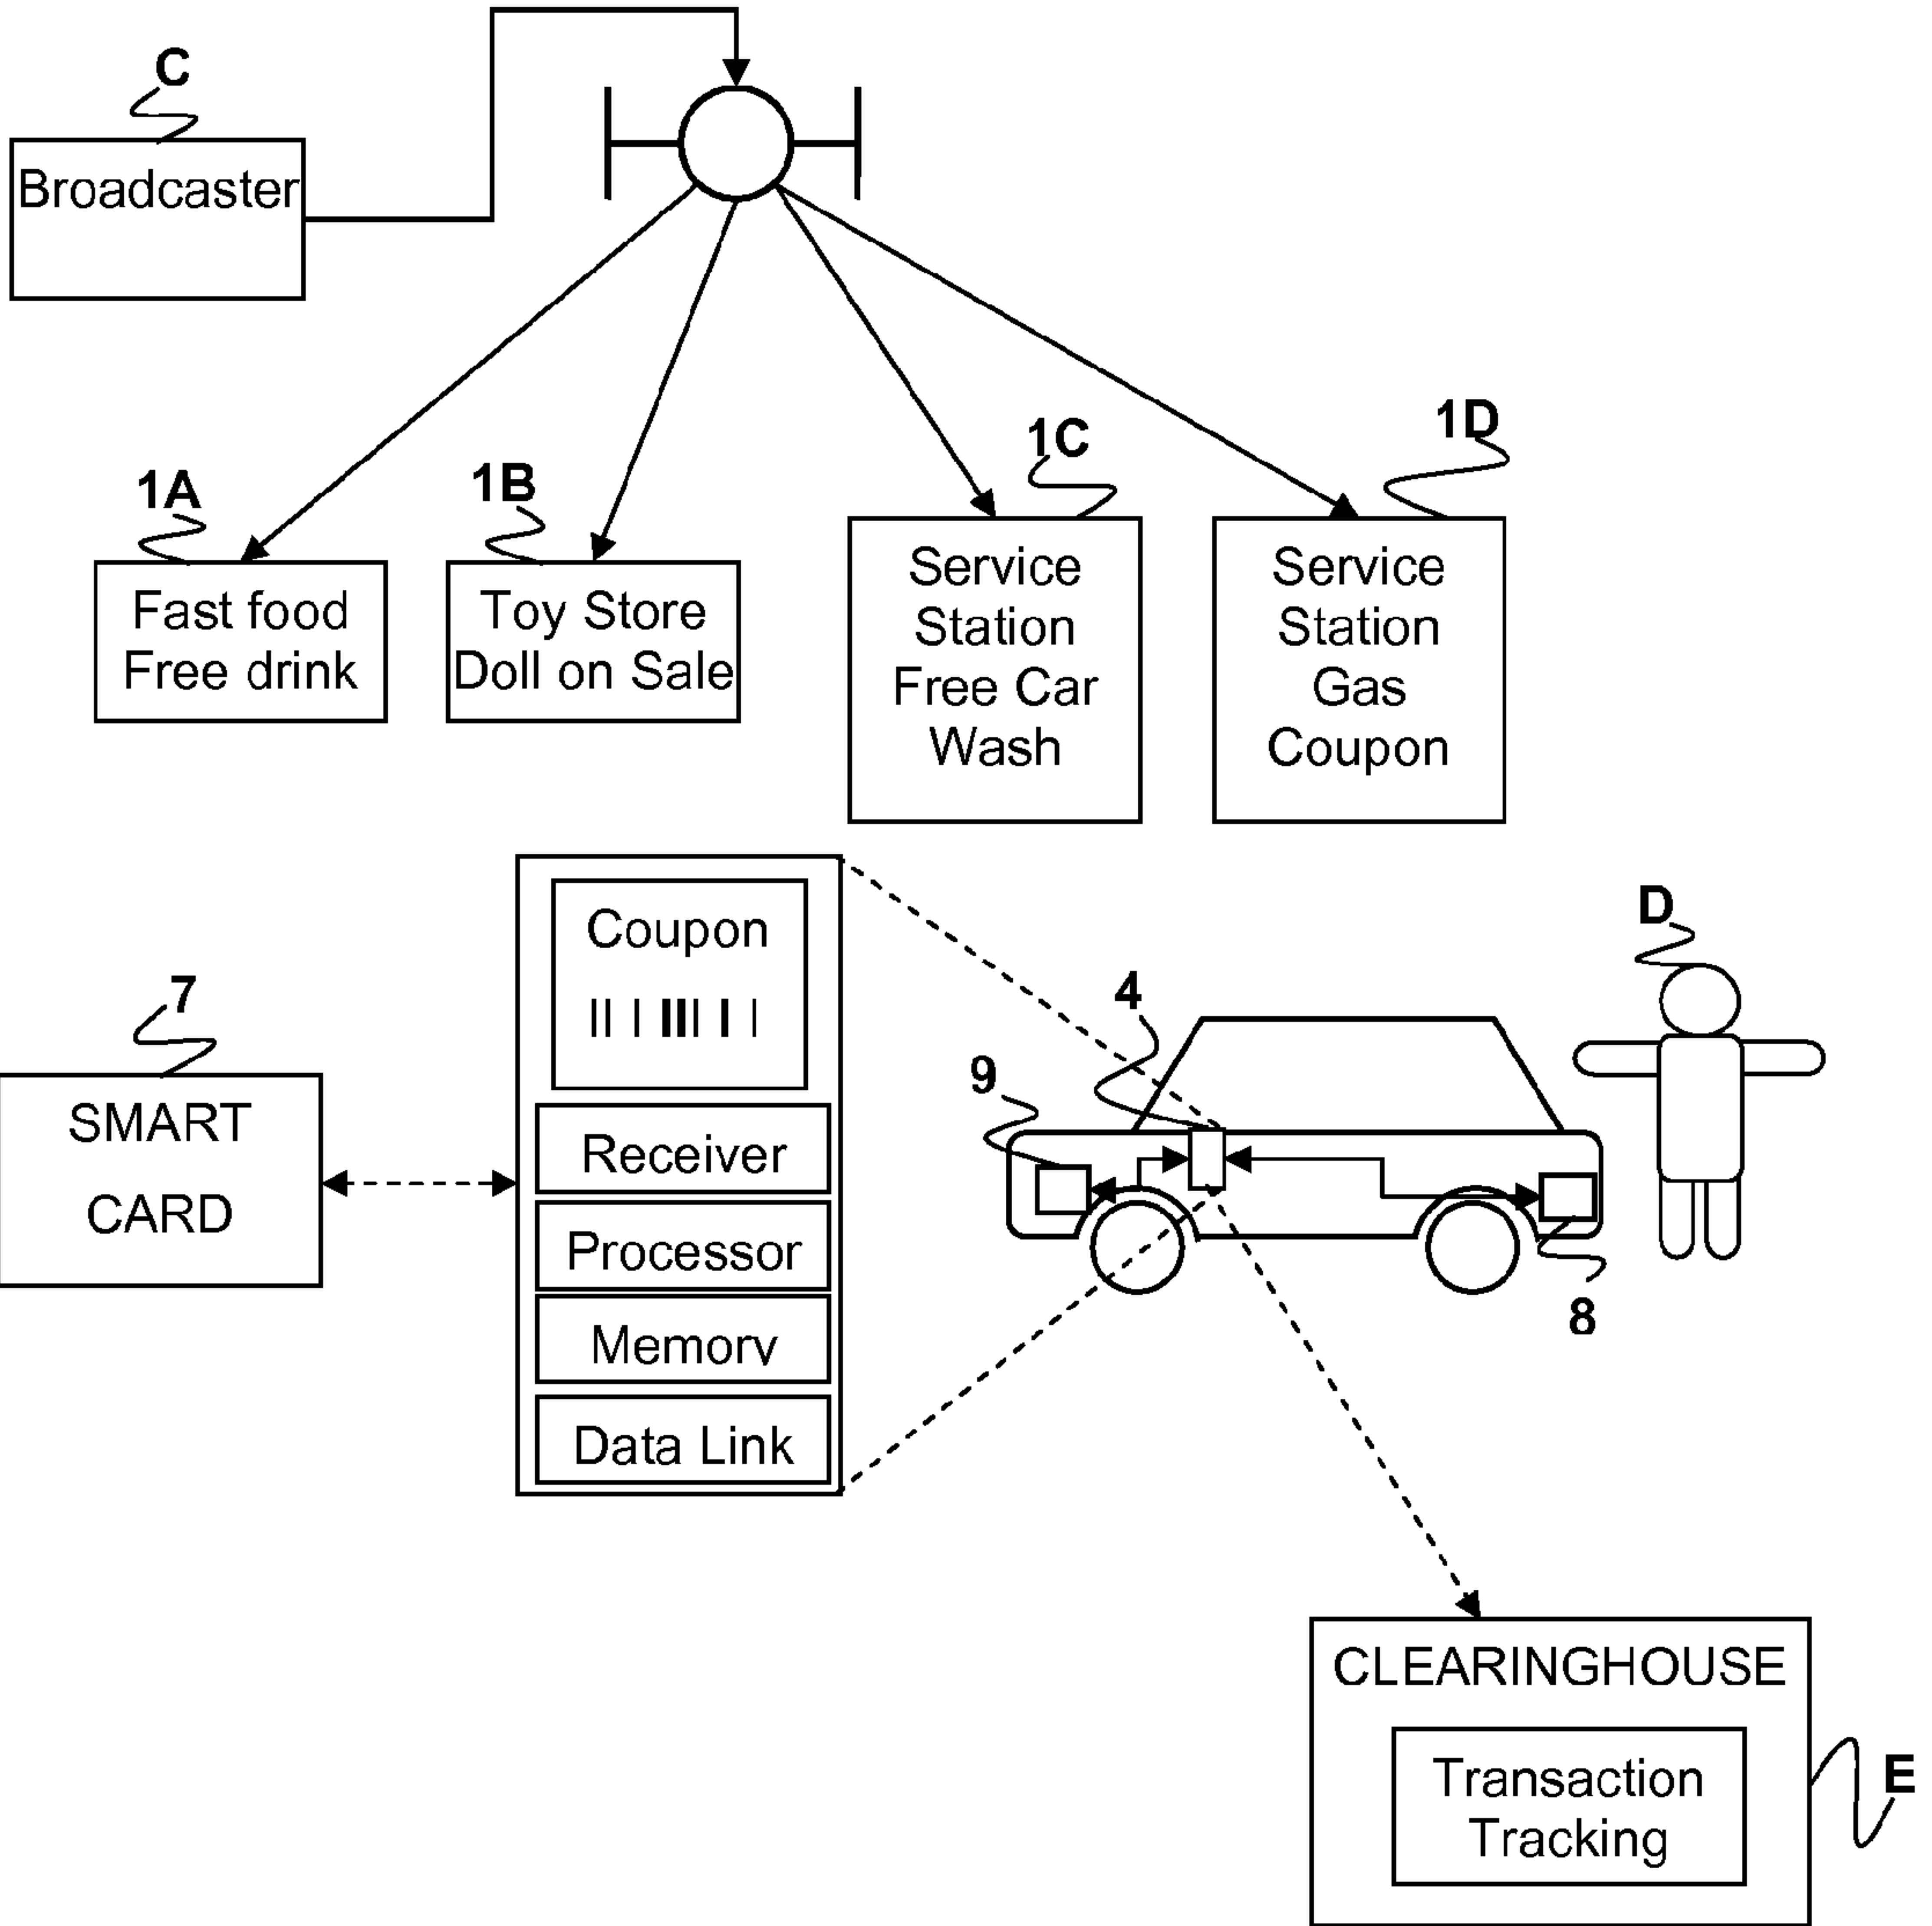 C
Broadcaster
1A
1B
1C
1D
Fast food
Free drink
Toy Store
Doll on Sale
Service
Station
Free Car
Wash
Service
Station
Gas
Coupon
Coupon
D
7
4
9
SMART
CARD
Receiver
Processor
Memory
Data Link
8
CLEARINGHOUSE
Transaction
Tracking
E